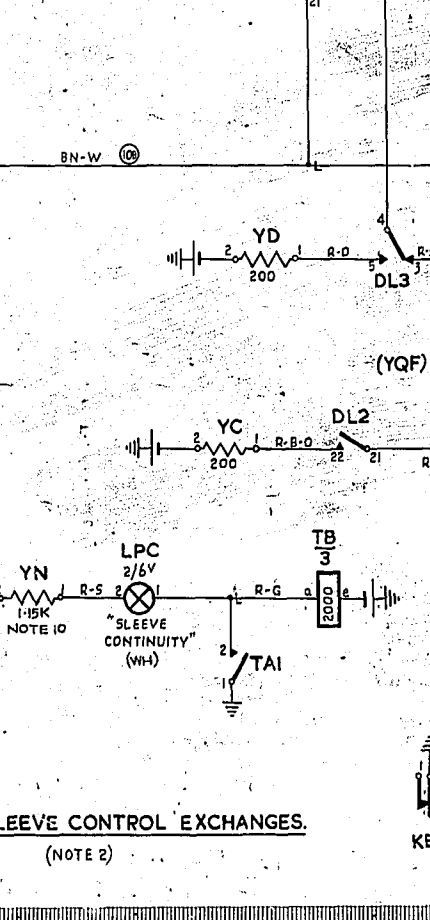 21
BN-W 10B
4
YD
2 1 R-O 5 3 R-
200
DL3
(YQF)
DL2
YC
2 1 R-B-O 22 21
200 R
TB
3
LPC
2/6V
YN
1 R-S 2 1 L R-G a 2000 e
1·15K
NOTE 10
"SLEEVE
CONTINUITY"
(WH)
2
TA1
1
LEEVE CONTROL EXCHANGES.
(NOTE 2)
KE